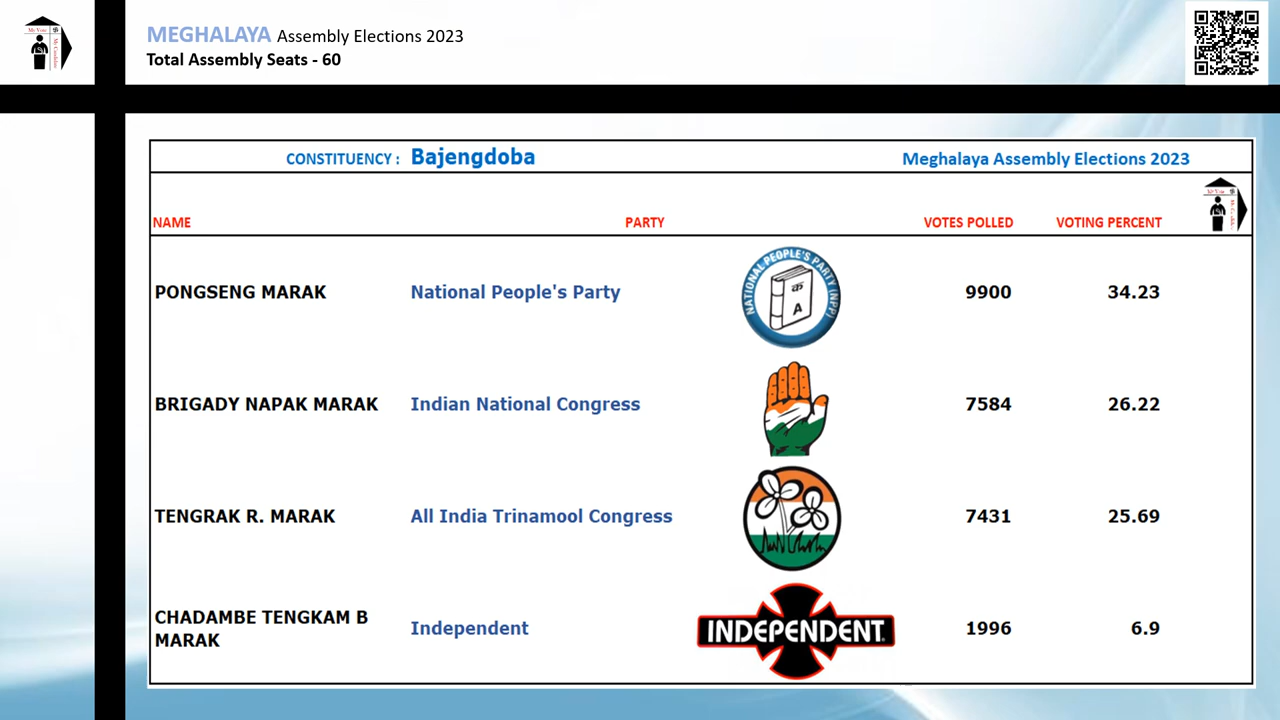 MEGHALAYA Assembly Elections 2023
Total Assembly Seats - 60
CONSTITUENCY : Bajengdoba Meghalaya Assembly Elections 2023
NAME PARTY VOTES POLLED VOTING PERCENT
PONGSENG MARAK National People's Party NATIONAL PEOPLE'S PARTY (NPP) क A 9900 34.23
BRIGADY NAPAK MARAK Indian National Congress 7584 26.22
TENGRAK R. MARAK All India Trinamool Congress 7431 25.69
CHADAMBE TENGKAM B
MARAK Independent INDEPENDENT 1996 6.9